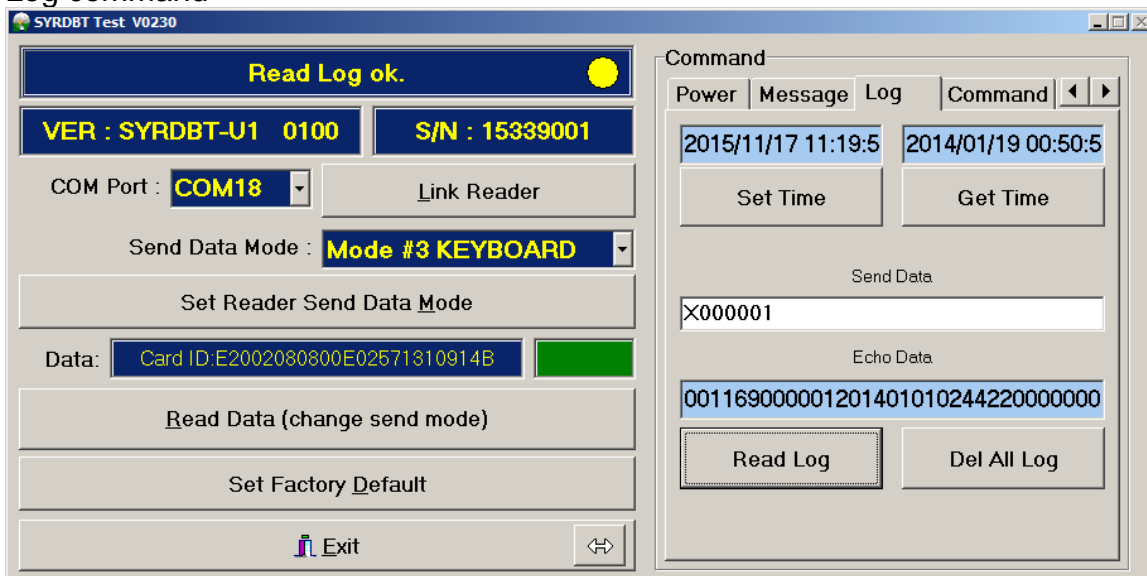 Log command
SYRDBT Test V0230
Read Log ok.
VER : SYRDBT-U1 0100
S/N : 15339001
COM Port : COM18
Link Reader
Send Data Mode : Mode #3 KEYBOARD
Set Reader Send Data Mode
Data: Card ID:E2002080800E02571310914B
Read Data (change send mode)
Set Factory Default
Exit
Command
Power Message Log Command
2015/11/17 11:19:5 2014/01/19 00:50:5
Set Time Get Time
Send Data
X000001
Echo Data
0011690000012014010102442200000000
Read Log Del All Log